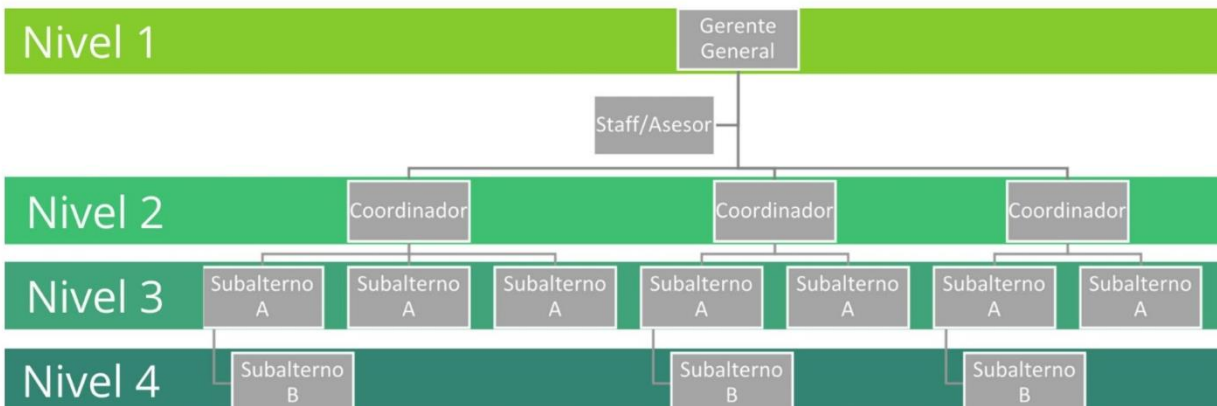 Nivel 1
Gerente
General
Staff/Asesor
Nivel 2
Coordinador
Coordinador
Coordinador
Nivel 3
Subalterno
A
Subalterno
A
Subalterno
A
Subalterno
A
Subalterno
A
Subalterno
A
Subalterno
A
Nivel 4
Subalterno
B
Subalterno
B
Subalterno
B